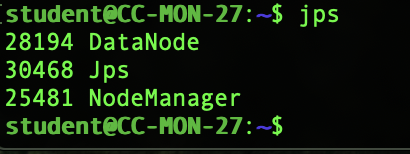 student@CC-MON-27:~$ jps
28194 DataNode
30468 Jps
25481 NodeManager
student@CC-MON-27:~$